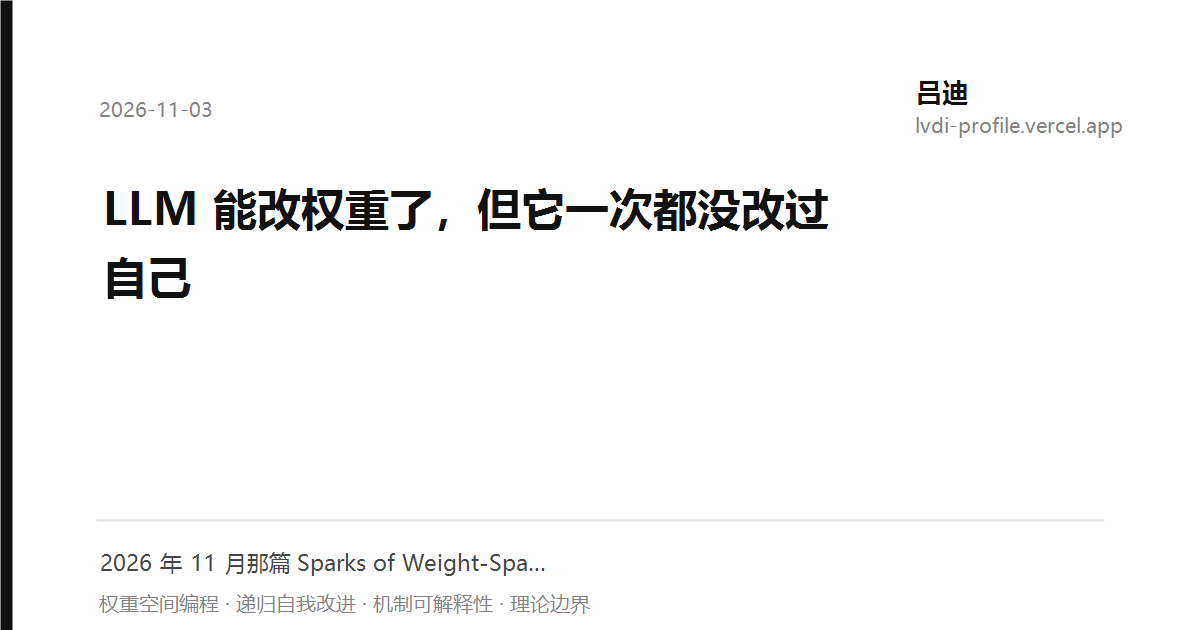 2026-11-03
吕迪
lvdi-profile.vercel.app
LLM 能改权重了，但它一次都没改过
自己
2026 年 11 月那篇 Sparks of Weight-Spa...
权重空间编程 · 递归自我改进 · 机制可解释性 · 理论边界